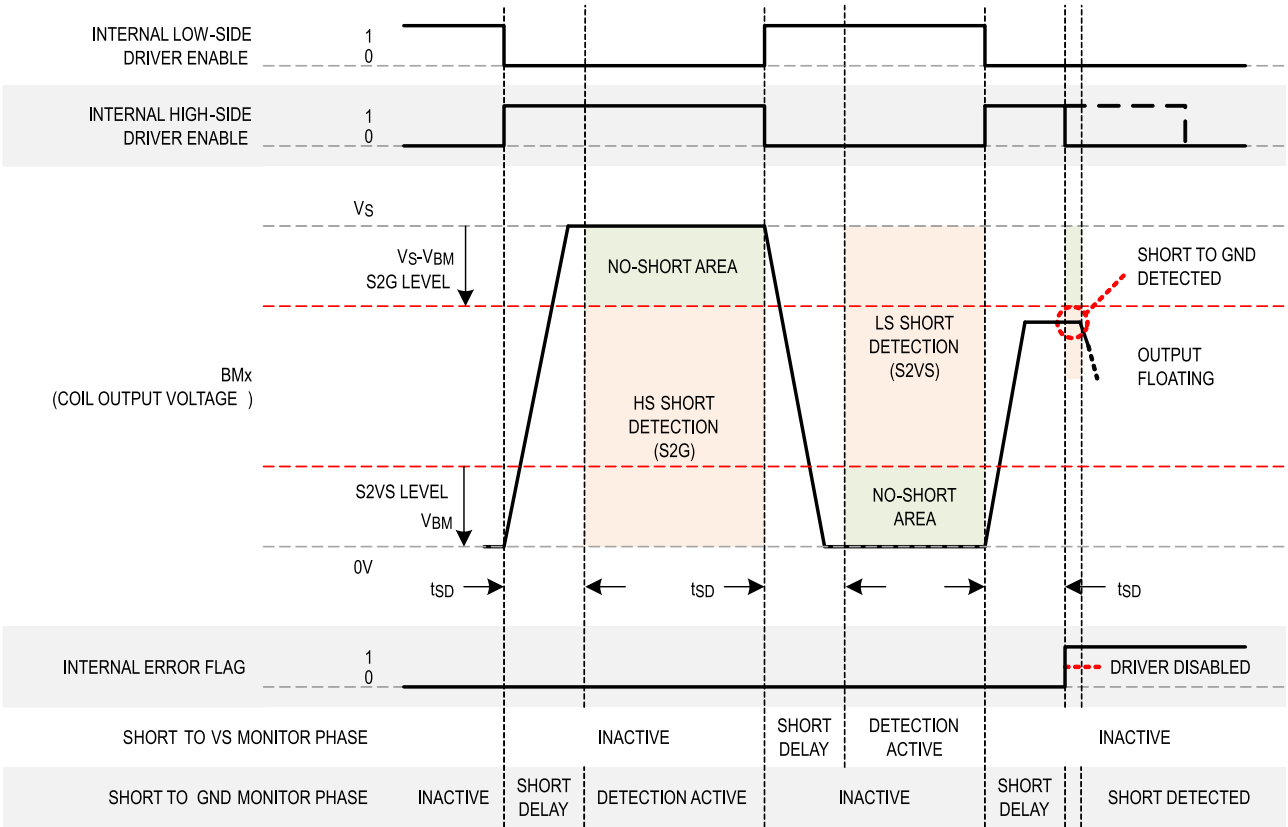 INTERNAL LOW-SIDE
DRIVER ENABLE
1
0
INTERNAL HIGH-SIDE
DRIVER ENABLE
1
0
VS
VS-VBM
S2G LEVEL
NO-SHORT AREA
SHORT TO GND
DETECTED
LS SHORT
DETECTION
(S2VS)
OUTPUT
FLOATING
BMx
(COIL OUTPUT VOLTAGE )
HS SHORT
DETECTION
(S2G)
S2VS LEVEL
VBM
NO-SHORT
AREA
0V
tSD
tSD
tSD
INTERNAL ERROR FLAG
1
0
DRIVER DISABLED
SHORT TO VS MONITOR PHASE
INACTIVE
SHORT
DELAY
DETECTION
ACTIVE
INACTIVE
SHORT TO GND MONITOR PHASE
INACTIVE
SHORT
DELAY
DETECTION ACTIVE
INACTIVE
SHORT
DELAY
SHORT DETECTED